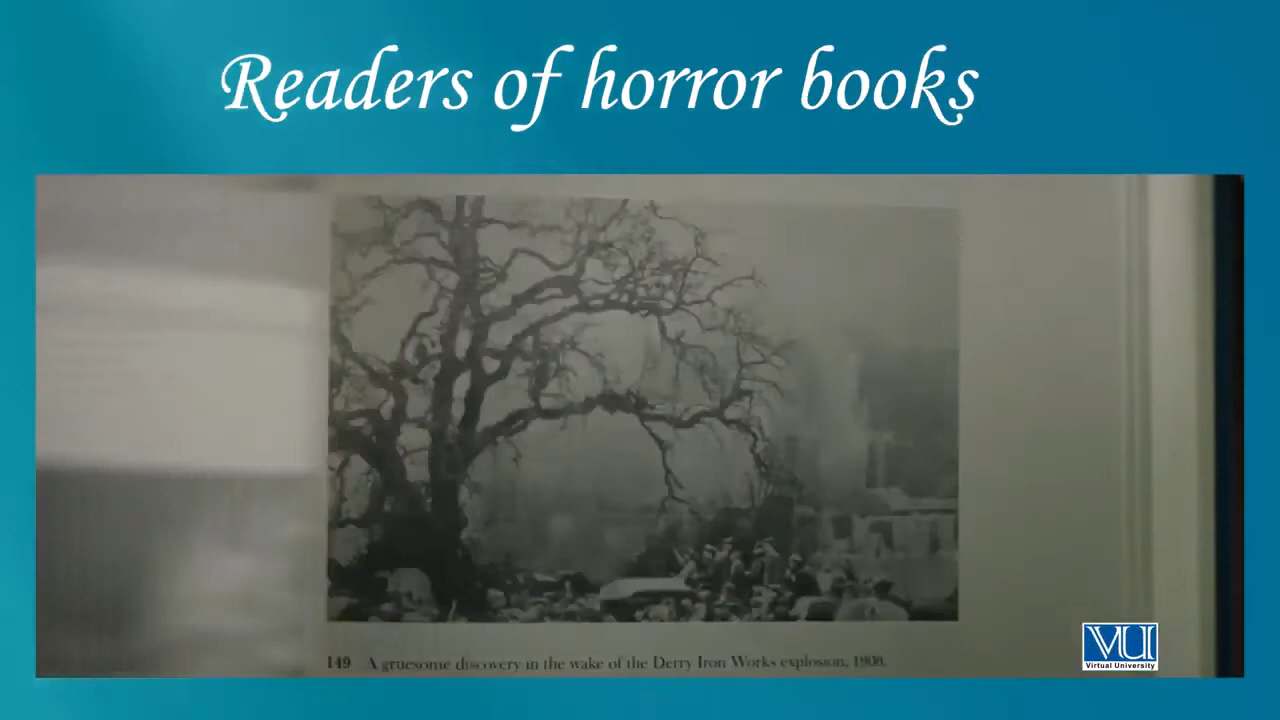 Readers of horror books
149 A gruesome discovery in the wake of the Derry Iron Works explosion, 1908.
VU
Virtual University